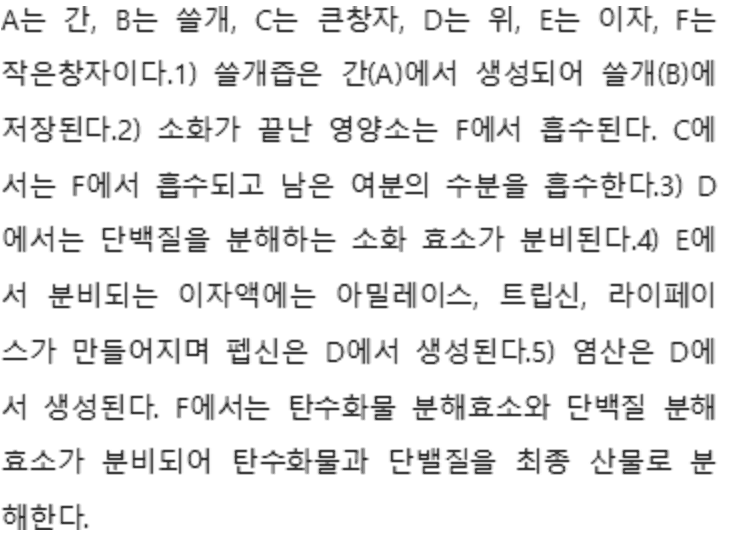 A는 간, B는 쓸개, C는 큰창자, D는 위, E는 이자, F는
작은창자이다.1) 쓸개즙은 간(A)에서 생성되어 쓸개(B)에
저장된다.2) 소화가 끝난 영양소는 F에서 흡수된다. C에
서는 F에서 흡수되고 남은 여분의 수분을 흡수한다.3) D
에서는 단백질을 분해하는 소화 효소가 분비된다.4) E에
서 분비되는 이자액에는 아밀레이스, 트립신, 라이페이
스가 만들어지며 펩신은 D에서 생성된다.5) 염산은 D에
서 생성된다. F에서는 탄수화물 분해효소와 단백질 분해
효소가 분비되어 탄수화물과 단밸질을 최종 산물로 분
해한다.